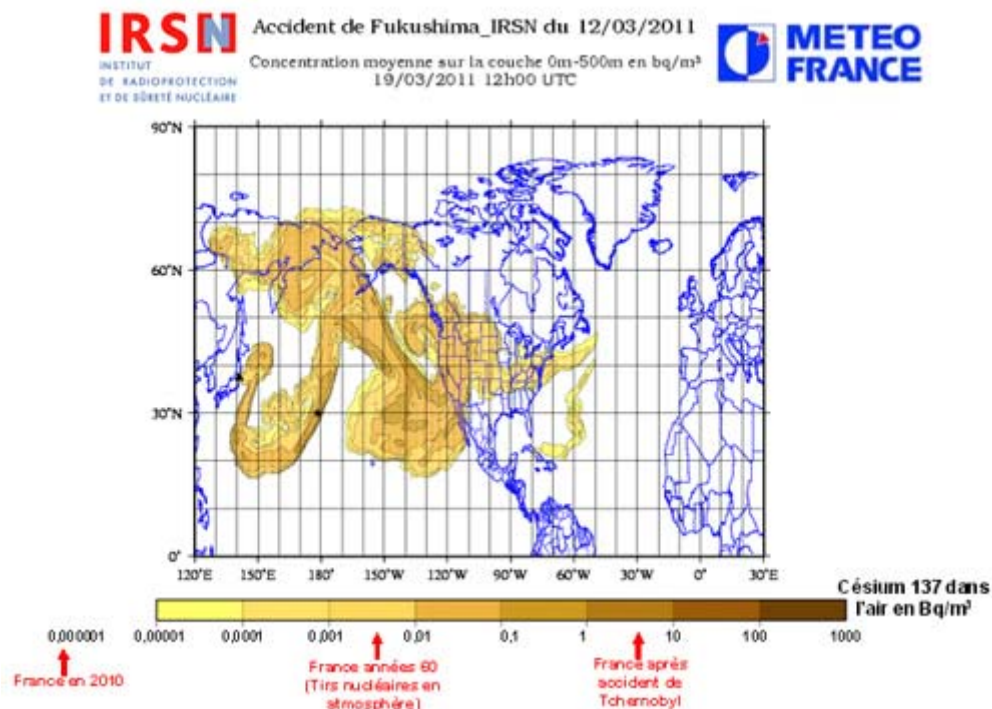 IRSN
INSTITUT
DE RADIOPROTECTION
ET DE SÛRETÉ NUCLÉAIRE
Accident de Fukushima_IRSN du 12/03/2011
Concentration moyenne sur la couche 0m-500m en bq/m³
19/03/2011 12h00 UTC
METEO
FRANCE
90°N
60°N
30°N
0°
120°E 150°E 180° 150°W 120°W 90°W 60°W 30°W 0° 30°E
Césium 137 dans
l'air en Bq/m³
0,000001 0,00001 0,0001 0,001 0,01 0,1 1 10 100 1000
France en 2010
France années 60
(Tirs nucléaires en
atmosphère)
France après
accident de
Tchernobyl